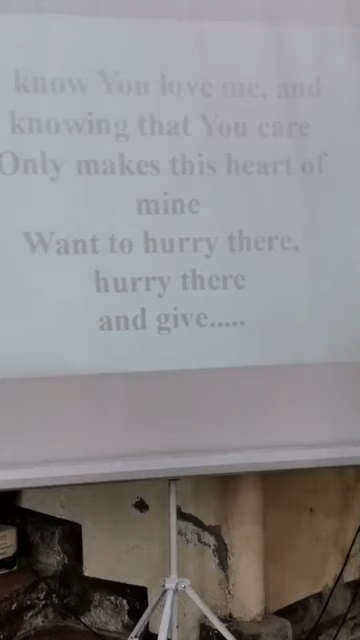 know You love me, and
knowing that You care
Only makes this heart of
mine
Want to hurry there,
hurry there
and give.....